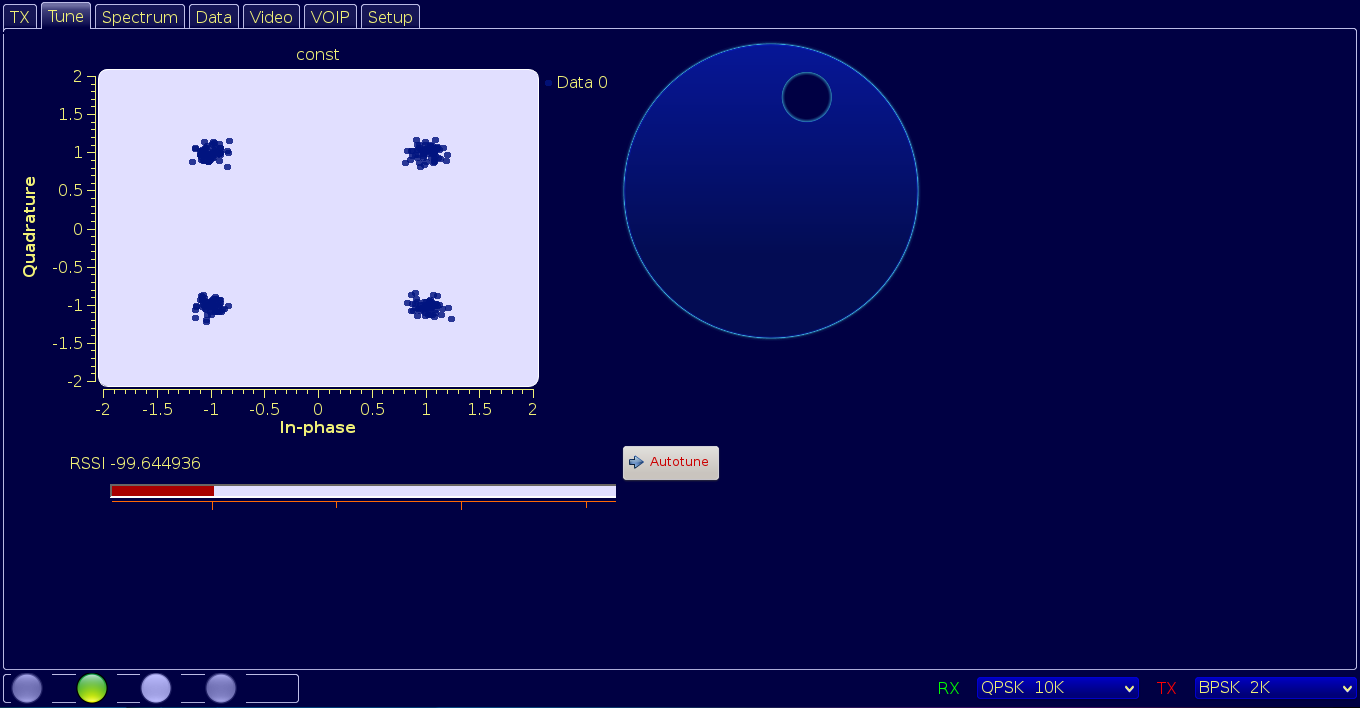 TX Tune Spectrum Data Video VOIP Setup
const
Data 0
Quadrature
2
1.5
1
0.5
0
-0.5
-1
-1.5
-2
-2 -1.5 -1 -0.5 0 0.5 1 1.5 2
In-phase
RSSI -99.644936
Autotune
RX QPSK 10K TX BPSK 2K